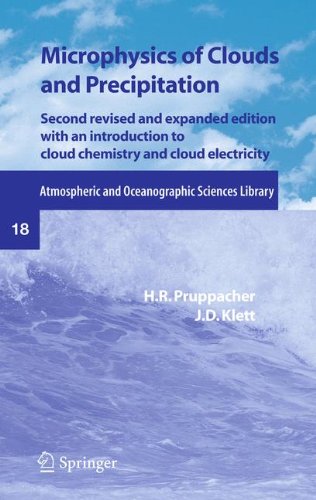 Microphysics of Clouds
and Precipitation
Second revised and expanded edition
with an introduction to
cloud chemistry and cloud electricity
Atmospheric and Oceanographic Sciences Library
18
H.R. Pruppacher
J.D. Klett
Springer